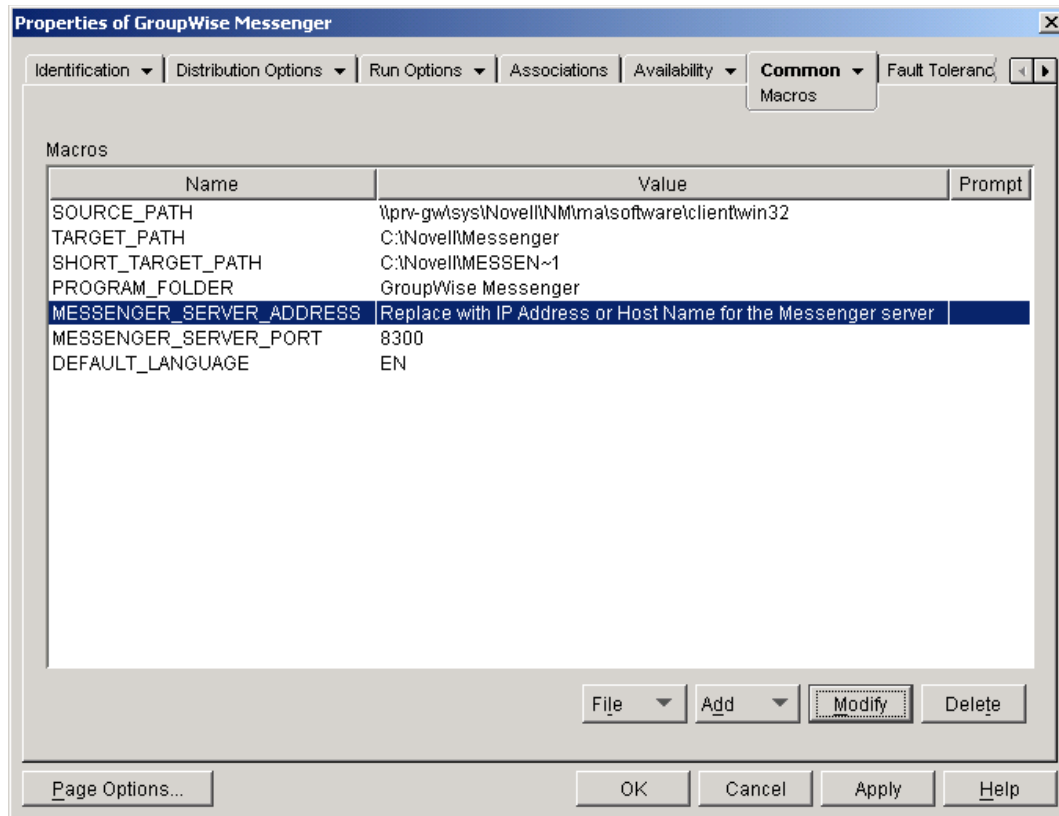 Properties of GroupWise Messenger
Identification Distribution Options Run Options Associations Availability Common Fault Toleranc
Macros
Macros
Name Value Prompt
SOURCE_PATH \\prv-gw\sys\Novell\NM\ma\software\client\win32
TARGET_PATH C:\Novell\Messenger
SHORT_TARGET_PATH C:\Novell\MESSEN~1
PROGRAM_FOLDER GroupWise Messenger
MESSENGER_SERVER_ADDRESS Replace with IP Address or Host Name for the Messenger server
MESSENGER_SERVER_PORT 8300
DEFAULT_LANGUAGE EN
File Add Modify Delete
Page Options... OK Cancel Apply Help